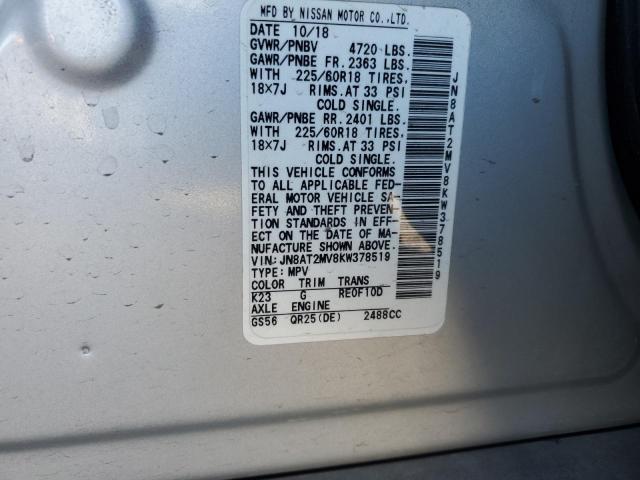 MFD BY NISSAN MOTOR CO.,LTD.
DATE 10/18
GVWR/PNBV 4720 LBS.
GAWR/PNBE FR. 2363 LBS.
WITH 225/60R18 TIRES.
18×7J RIMS. AT 33 PSI
COLD SINGLE.
GAWR/PNBE RR. 2401 LBS.
WITH 225/60R18 TIRES.
18×7J RIMS. AT 33 PSI
COLD SINGLE.
THIS VEHICLE CONFORMS
TO ALL APPLICABLE FED-
ERAL MOTOR VEHICLE SA-
FETY AND THEFT PREVEN-
TION STANDARDS IN EFF-
ECT ON THE DATE OF MA-
NUFACTURE SHOWN ABOVE.
VIN: JN8AT2MV8KW378519
TYPE: MPV
COLOR TRIM TRANS
K23 G RE0F10D
AXLE ENGINE
GS56 QR25(DE) 2488CC
JN8AT2MV8KW378519